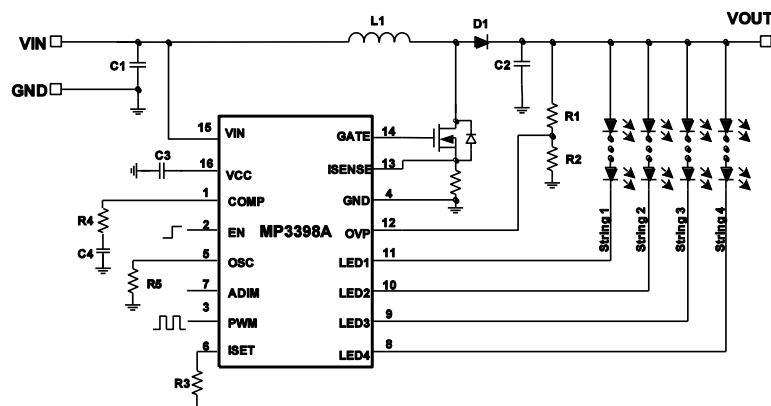 VIN
GND
C1
L1
D1
C2
VOUT
R1
R2
15
VIN
16
VCC
C3
1
COMP
R4
C4
2
EN
5
OSC
R5
7
ADIM
3
PWM
6
ISET
R3
MP3398A
GATE
14
ISENSE
13
GND
4
OVP
12
LED1
11
LED2
10
LED3
9
LED4
8
String 1
String 2
String 3
String 4